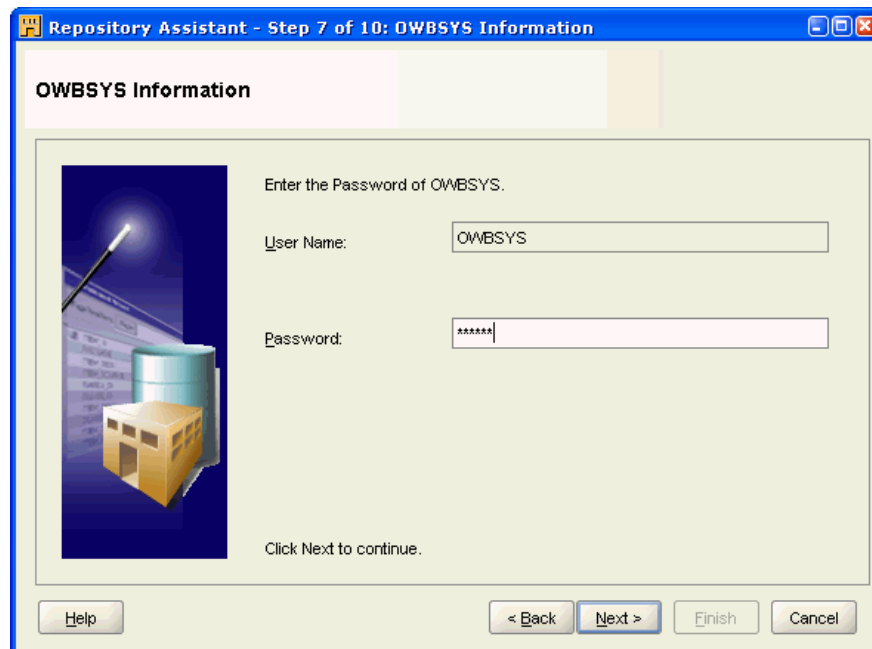 Repository Assistant - Step 7 of 10: OWBSYS Information
OWBSYS Information
Enter the Password of OWBSYS.
User Name: OWBSYS
Password: ******
Click Next to continue.
Help < Back Next > Finish Cancel